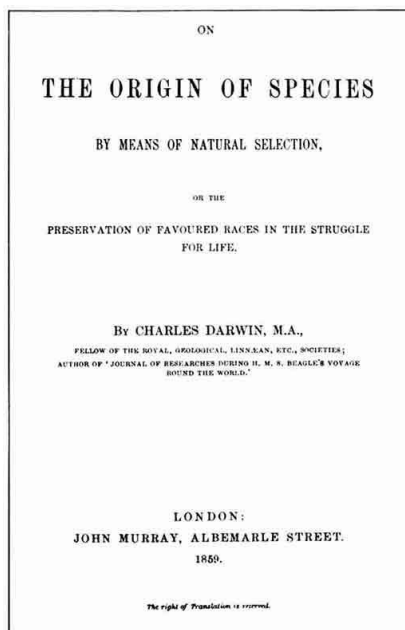 ON
THE ORIGIN OF SPECIES
BY MEANS OF NATURAL SELECTION,
OR THE
PRESERVATION OF FAVOURED RACES IN THE STRUGGLE
FOR LIFE.
BY CHARLES DARWIN, M.A.,
FELLOW OF THE ROYAL, GEOLOGICAL, LINNÆAN, ETC., SOCIETIES;
AUTHOR OF 'JOURNAL OF RESEARCHES DURING H. M. S. BEAGLE'S VOYAGE
ROUND THE WORLD.'
LONDON:
JOHN MURRAY, ALBEMARLE STREET.
1859.
The right of Translation is reserved.